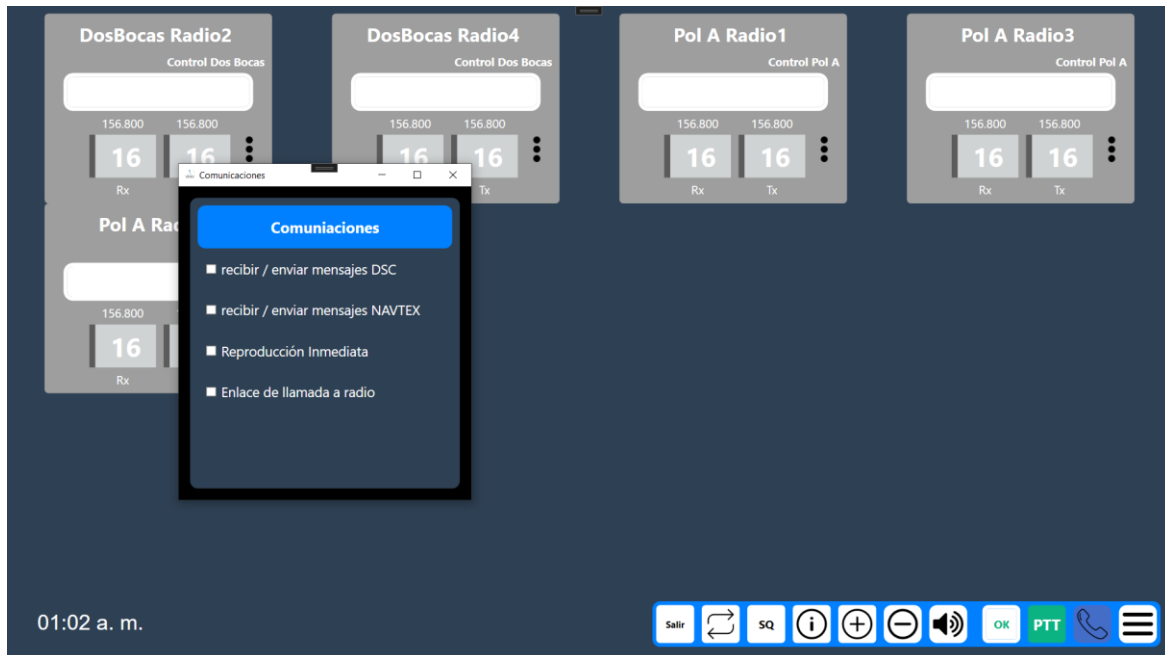 DosBocas Radio2
Control Dos Bocas
156.800 156.800
16 16
Rx
DosBocas Radio4
Control Dos Bocas
156.800 156.800
16 16
Tx
Pol A Radio1
Control Pol A
156.800 156.800
16 16
Rx Tx
Pol A Radio3
Control Pol A
156.800 156.800
16 16
Rx Tx
Pol A Ra
156.800
16
Rx
Comunicaciones
Comuniaciones
recibir / enviar mensajes DSC
recibir / enviar mensajes NAVTEX
Reproducción Inmediata
Enlace de llamada a radio
01:02 a. m.
Salir SQ OK PTT